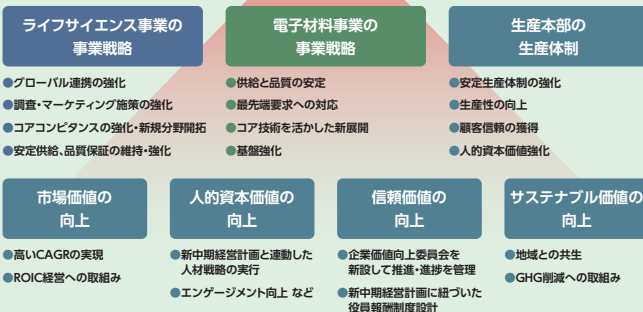 ライフサイエンス事業の
事業戦略
●グローバル連携の強化
●調査・マーケティング施策の強化
●コアコンピタンスの強化・新規分野開拓
●安定供給、品質保証の維持・強化
電子材料事業の
事業戦略
●供給と品質の安定
●最先端要求への対応
●コア技術を活かした新展開
●基盤強化
生産本部の
生産体制
●安定生産体制の強化
●生産性の向上
●顧客信頼の獲得
●人的資本価値強化
市場価値の
向上
●高いCAGRの実現
●ROIC経営への取組み
人的資本価値の
向上
●新中期経営計画と連動した
人材戦略の実行
●エンゲージメント向上 など
信頼価値の
向上
●企業価値向上委員会を
新設して推進・進捗を管理
●新中期経営計画に紐づいた
役員報酬制度設計
サステナブル価値の
向上
●地域との共生
●GHG削減への取組み